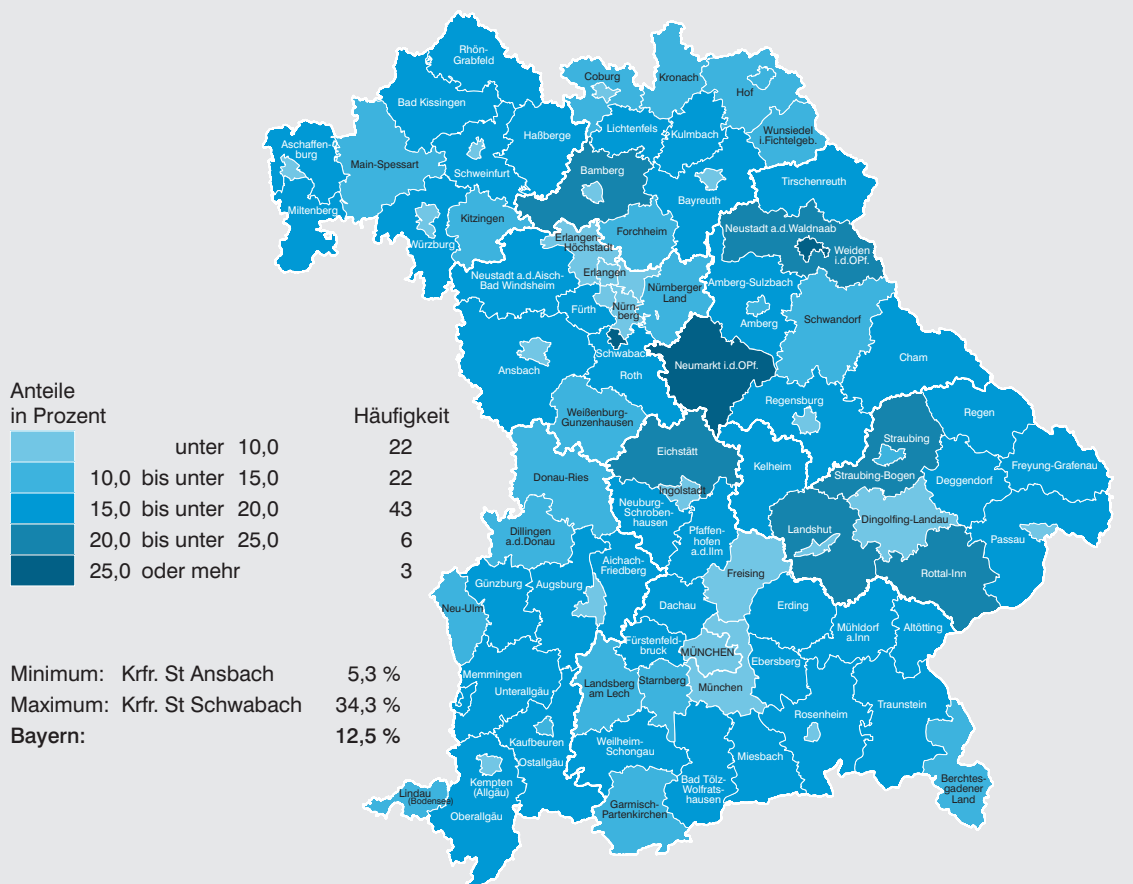 Rhön-
Grabfeld
Coburg
Kronach
Hof
Bad Kissingen
Lichtenfels
Kulmbach
Wunsiedel
i.Fichtelgeb.
Haßberge
Aschaffen-
burg
Main-Spessart
Schweinfurt
Bamberg
Tirschenreuth
Bayreuth
Miltenberg
Kitzingen
Würzburg
Forchheim
Neustadt a.d.Waldnaab
Weiden
i.d.OPf.
Erlangen-
Höchstadt
Erlangen
Neustadt a.d.Aisch-
Bad Windsheim
Nürnberger
Land
Amberg-Sulzbach
Fürth
Nürn-
berg
Amberg
Schwandorf
Schwabach
Ansbach
Roth
Neumarkt i.d.OPf.
Cham
Regensburg
Weißenburg-
Gunzenhausen
Regen
Straubing
Eichstätt
Kelheim
Freyung-Grafenau
Straubing-Bogen
Deggendorf
Donau-Ries
Ingolstadt
Neuburg-
Schroben-
hausen
Pfaffen-
hofen
a.d.Ilm
Landshut
Dingolfing-Landau
Passau
Dillingen
a.d.Donau
Aichach-
Friedberg
Freising
Rottal-Inn
Günzburg
Augsburg
Neu-Ulm
Dachau
Erding
Mühldorf
a.Inn
Altötting
Fürstenfeld-
bruck
MÜNCHEN
Ebersberg
Memmingen
Unterallgäu
Landsberg
am Lech
Starnberg
München
Traunstein
Rosenheim
Kaufbeuren
Ostallgäu
Weilheim-
Schongau
Miesbach
Kempten
(Allgäu)
Bad Tölz-
Wolfrats-
hausen
Berchtes-
gadener
Land
Lindau
(Bodensee)
Oberallgäu
Garmisch-
Partenkirchen
Anteile
in Prozent Häufigkeit
unter 10,0 22
10,0 bis unter 15,0 22
15,0 bis unter 20,0 43
20,0 bis unter 25,0 6
25,0 oder mehr 3
Minimum: Krfr. St Ansbach 5,3 %
Maximum: Krfr. St Schwabach 34,3 %
Bayern: 12,5 %